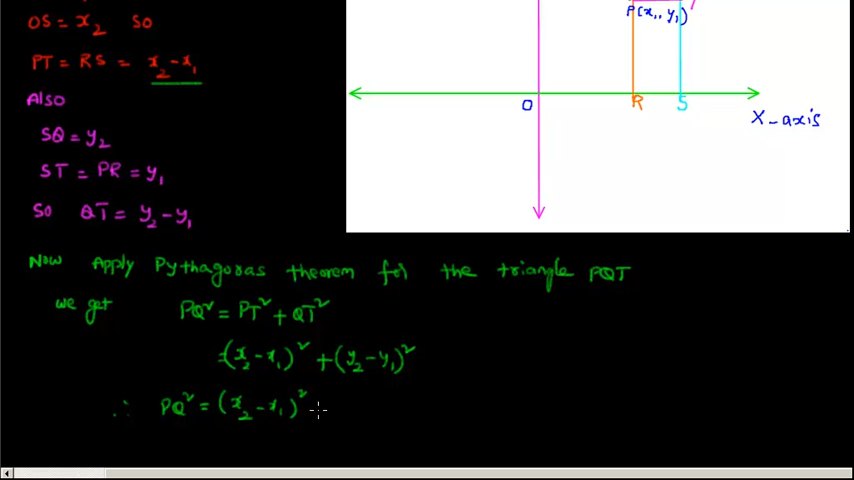 OS = x₂ so
PT = RS = x₂-x₁
Also
SQ = y₂
ST = PR = y₁
so QT = y₂-y₁
P(x₁, y₁)
O R S
X-axis
Now Apply Pythagoras theorem for the triangle PQT
we get PQ² = PT² + QT²
=(x₂-x₁)² + (y₂-y₁)²
∴ PQ² = (x₂-x₁)²